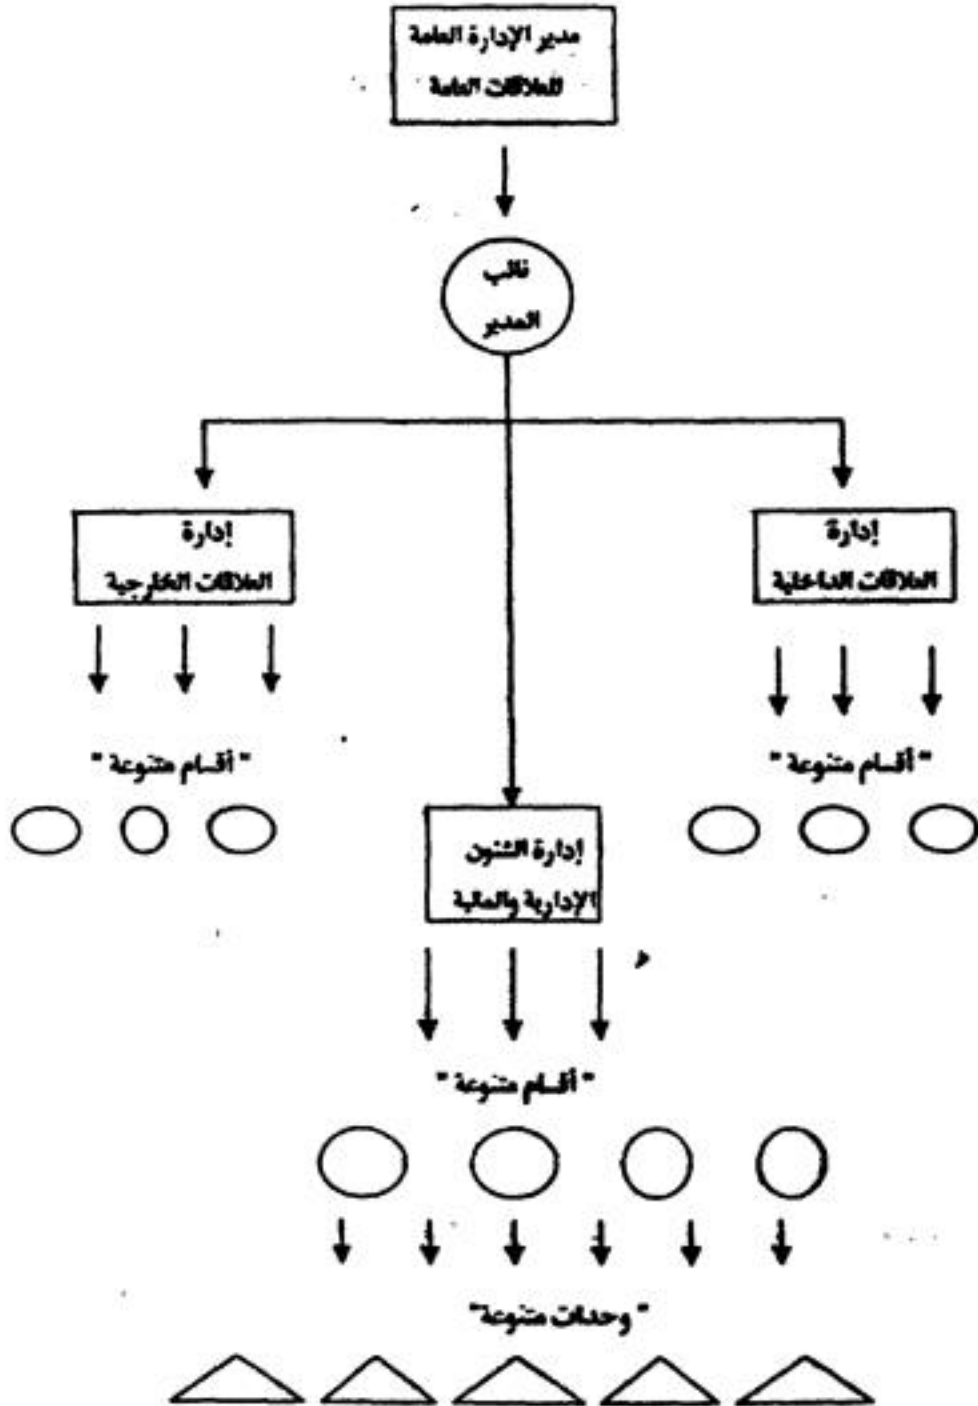 مدير الإدارة العامة
للعلاقات العامة
نائب
المدير
إدارة
العلاقات الداخلية
إدارة
العلاقات الخارجية
" أقسام متنوعة "
" أقسام متنوعة "
إدارة الشئون
الإدارية والمالية
" أقسام متنوعة "
" وحدات متنوعة"